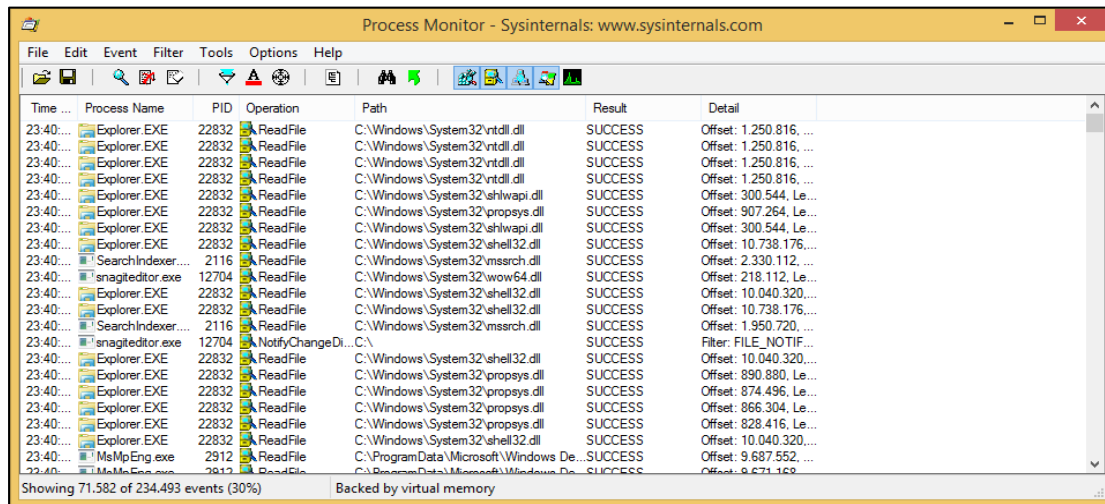 Process Monitor - Sysinternals: www.sysinternals.com
File Edit Event Filter Tools Options Help
Time ... Process Name PID Operation Path Result Detail
23:40:... Explorer.EXE 22832 ReadFile C:\Windows\System32\ntdll.dll SUCCESS Offset: 1.250.816, ...
23:40:... Explorer.EXE 22832 ReadFile C:\Windows\System32\ntdll.dll SUCCESS Offset: 1.250.816, ...
23:40:... Explorer.EXE 22832 ReadFile C:\Windows\System32\ntdll.dll SUCCESS Offset: 1.250.816, ...
23:40:... Explorer.EXE 22832 ReadFile C:\Windows\System32\ntdll.dll SUCCESS Offset: 1.250.816, ...
23:40:... Explorer.EXE 22832 ReadFile C:\Windows\System32\shlwapi.dll SUCCESS Offset: 300.544, Le...
23:40:... Explorer.EXE 22832 ReadFile C:\Windows\System32\propsys.dll SUCCESS Offset: 907.264, Le...
23:40:... Explorer.EXE 22832 ReadFile C:\Windows\System32\shlwapi.dll SUCCESS Offset: 300.544, Le...
23:40:... Explorer.EXE 22832 ReadFile C:\Windows\System32\shell32.dll SUCCESS Offset: 10.738.176,...
23:40:... SearchIndexer.... 2116 ReadFile C:\Windows\System32\mssrch.dll SUCCESS Offset: 2.330.112, ...
23:40:... snagiteditor.exe 12704 ReadFile C:\Windows\System32\wow64.dll SUCCESS Offset: 218.112, Le...
23:40:... Explorer.EXE 22832 ReadFile C:\Windows\System32\shell32.dll SUCCESS Offset: 10.040.320,...
23:40:... Explorer.EXE 22832 ReadFile C:\Windows\System32\shell32.dll SUCCESS Offset: 10.738.176,...
23:40:... SearchIndexer.... 2116 ReadFile C:\Windows\System32\mssrch.dll SUCCESS Offset: 1.950.720, ...
23:40:... snagiteditor.exe 12704 NotifyChangeDi... C:\ Filter: FILE_NOTIF...
23:40:... Explorer.EXE 22832 ReadFile C:\Windows\System32\shell32.dll SUCCESS Offset: 10.040.320,...
23:40:... Explorer.EXE 22832 ReadFile C:\Windows\System32\propsys.dll SUCCESS Offset: 890.880, Le...
23:40:... Explorer.EXE 22832 ReadFile C:\Windows\System32\propsys.dll SUCCESS Offset: 874.496, Le...
23:40:... Explorer.EXE 22832 ReadFile C:\Windows\System32\propsys.dll SUCCESS Offset: 866.304, Le...
23:40:... Explorer.EXE 22832 ReadFile C:\Windows\System32\propsys.dll SUCCESS Offset: 828.416, Le...
23:40:... Explorer.EXE 22832 ReadFile C:\Windows\System32\shell32.dll SUCCESS Offset: 10.040.320,...
23:40:... MsMpEng.exe 2912 ReadFile C:\ProgramData\Microsoft\Windows De... SUCCESS Offset: 9.687.552, ...
23:40:... MsMpEng.exe 2912 ReadFile C:\ProgramData\Microsoft\Windows De... SUCCESS Offset: 9.671.168, ...
Showing 71.582 of 234.493 events (30%) Backed by virtual memory